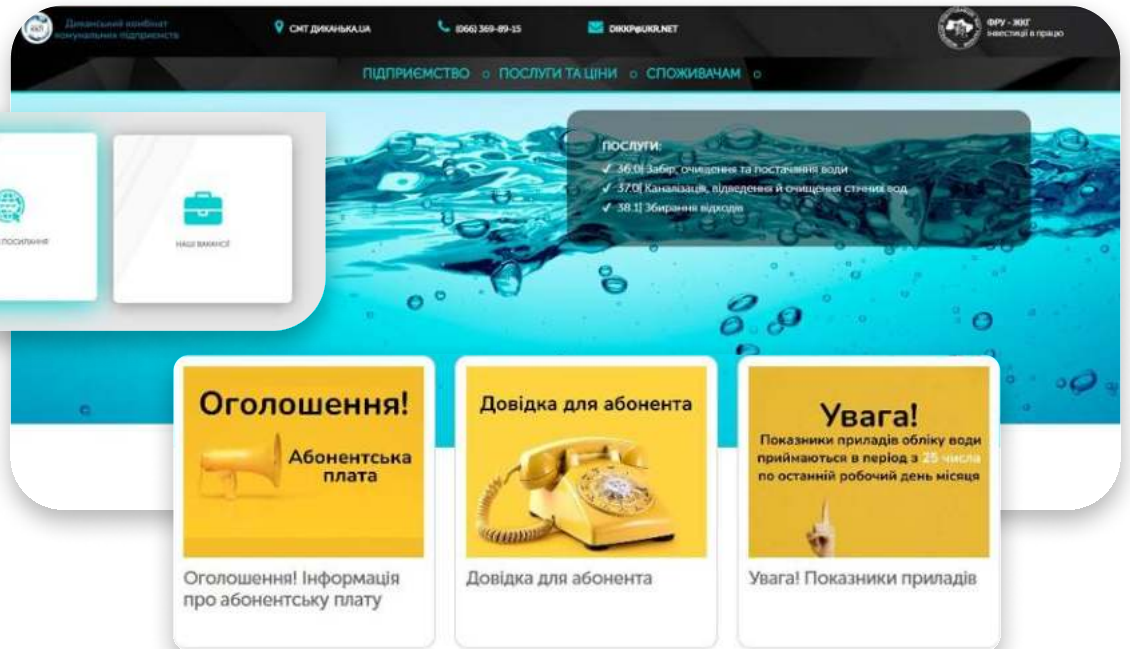 Диканський комбінат
комунальних підприємств
СМТ ДИКАНЬКА.UA
(066) 369-89-15
DIKKP@UKR.NET
ФРУ - ЖКГ
інвестиції в працю
ПІДПРИЄМСТВО о ПОСЛУГИ ТА ЦІНИ о СПОЖИВАЧАМ о
ПОСИЛАННЯ
НАШІ ВАКАНСІЇ
ПОСЛУГИ:
✓ 36.0| Забір, очищення та постачання води
✓ 37.0| Каналізація, відведення й очищення стічних вод
✓ 38.1| Збирання відходів
Оголошення!
Абонентська
плата
Оголошення! Інформація
про абонентську плату
Довідка для абонента
Довідка для абонента
Увага!
Показники приладів обліку води
приймаються в період з 25 числа
по останній робочий день місяця
Увага! Показники приладів